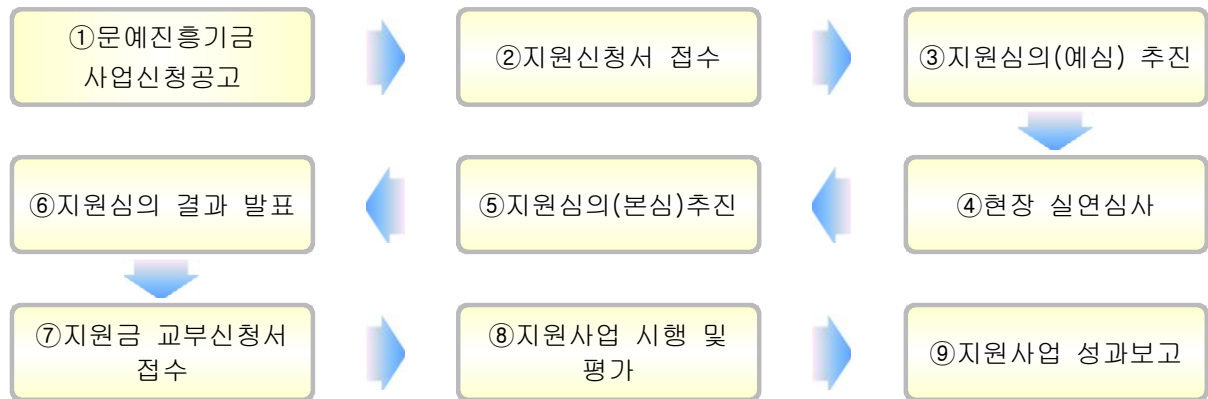 ①문예진흥기금
사업신청공고
②지원신청서 접수
③지원심의(예심) 추진
④현장 실연심사
⑤지원심의(본심)추진
⑥지원심의 결과 발표
⑦지원금 교부신청서
접수
⑧지원사업 시행 및
평가
⑨지원사업 성과보고